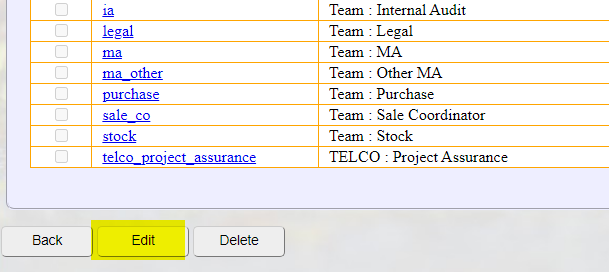 ia Team : Internal Audit
legal Team : Legal
ma Team : MA
ma_other Team : Other MA
purchase Team : Purchase
sale_co Team : Sale Coordinator
stock Team : Stock
telco_project_assurance TELCO : Project Assurance
Back Edit Delete